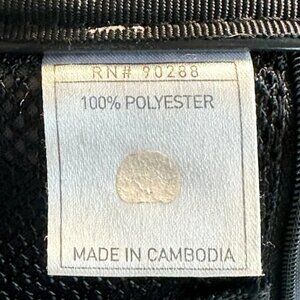 RN# 90288
100% POLYESTER
MADE IN CAMBODIA